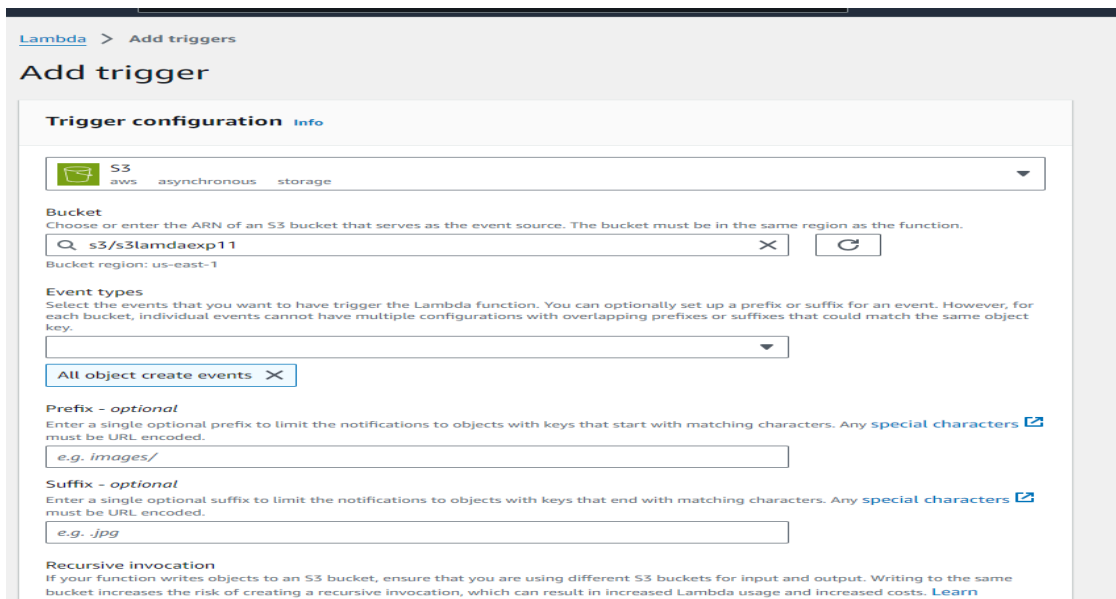 Lambda > Add triggers
Add trigger
Trigger configuration Info
S3
aws asynchronous storage
Bucket
Choose or enter the ARN of an S3 bucket that serves as the event source. The bucket must be in the same region as the function.
s3/s3lamdaexp11
Bucket region: us-east-1
Event types
Select the events that you want to have trigger the Lambda function. You can optionally set up a prefix or suffix for an event. However, for
each bucket, individual events cannot have multiple configurations with overlapping prefixes or suffixes that could match the same object
key.
All object create events
Prefix - optional
Enter a single optional prefix to limit the notifications to objects with keys that start with matching characters. Any special characters
must be URL encoded.
e.g. images/
Suffix - optional
Enter a single optional suffix to limit the notifications to objects with keys that end with matching characters. Any special characters
must be URL encoded.
e.g. .jpg
Recursive invocation
If your function writes objects to an S3 bucket, ensure that you are using different S3 buckets for input and output. Writing to the same
bucket increases the risk of creating a recursive invocation, which can result in increased Lambda usage and increased costs. Learn